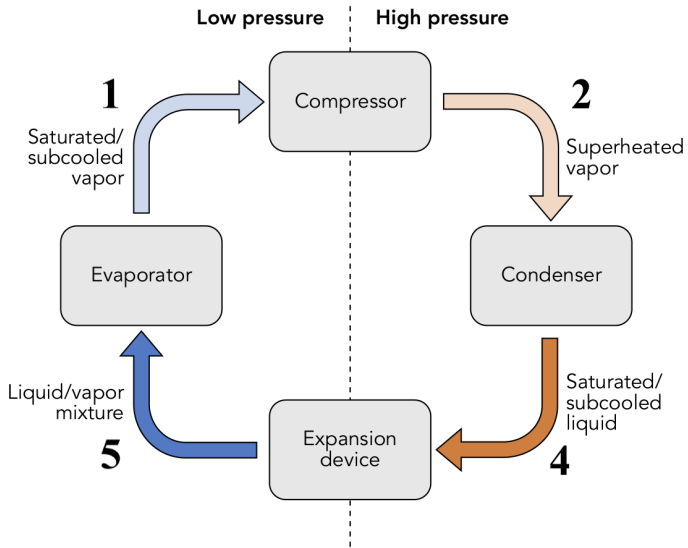 Low pressure
High pressure
1
Compressor
2
Saturated/
subcooled
vapor
Superheated
vapor
Evaporator
Condenser
Liquid/vapor
mixture
5
Expansion
device
Saturated/
subcooled
liquid
4